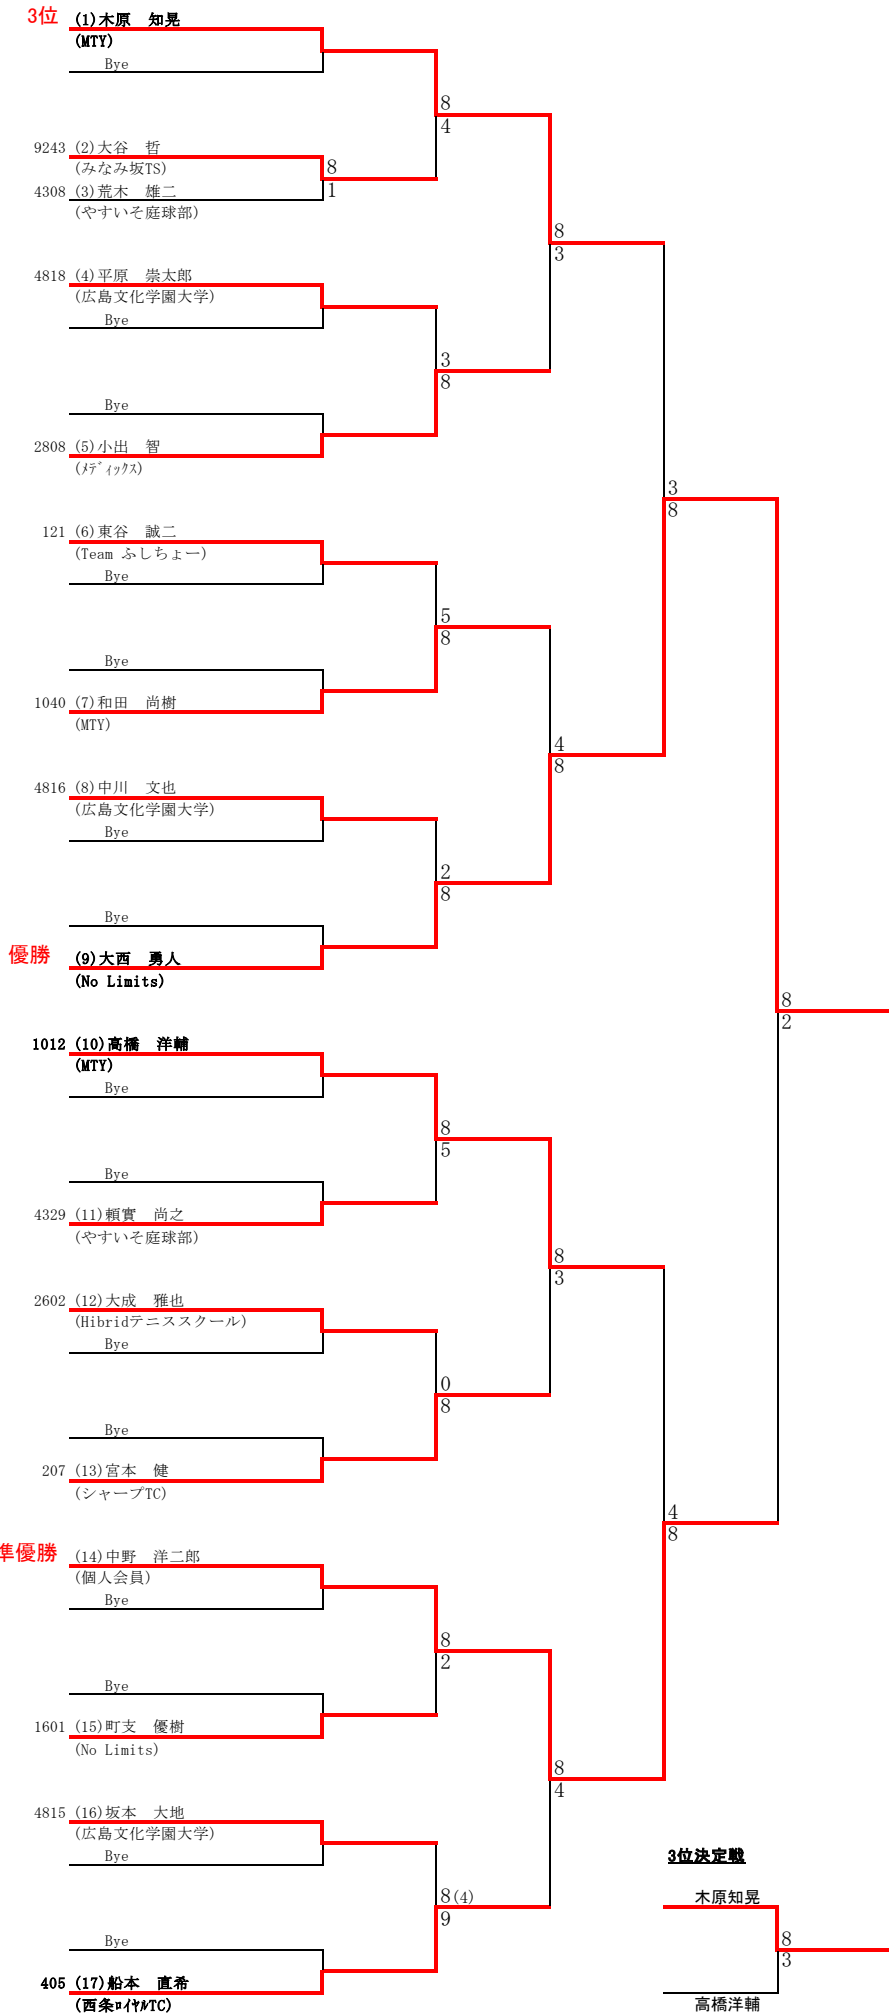 3位 (1)木原　知晃
(MTY)
Bye
8
4
9243 (2)大谷　哲
(みなみ坂TS)
8
4308 (3)荒木　雄二
1
(やすいそ庭球部)
8
3
4818 (4)平原　崇太郎
(広島文化学園大学)
Bye
3
8
Bye
2808 (5)小出　智
(ﾒﾃﾞｨｯｸｽ)
3
8
121 (6)東谷　誠二
(Team ふしちょー)
Bye
5
8
Bye
1040 (7)和田　尚樹
(MTY)
4
8
4816 (8)中川　文也
(広島文化学園大学)
Bye
2
8
Bye
優勝 (9)大西　勇人
(No Limits)
8
2
1012 (10)高橋　洋輔
(MTY)
Bye
8
5
Bye
4329 (11)頼實　尚之
(やすいそ庭球部)
8
3
2602 (12)大成　雅也
(Hibridテニススクール)
Bye
0
8
Bye
207 (13)宮本　健
(シャープTC)
4
8
準優勝 (14)中野　洋二郎
(個人会員)
Bye
8
2
Bye
1601 (15)町支　優樹
(No Limits)
8
4
4815 (16)坂本　大地
(広島文化学園大学)
Bye
3位決定戦
8(4)
9
木原知晃
Bye
8
3
405 (17)船本　直希
(西条ﾛｲﾔﾙTC)
高橋洋輔